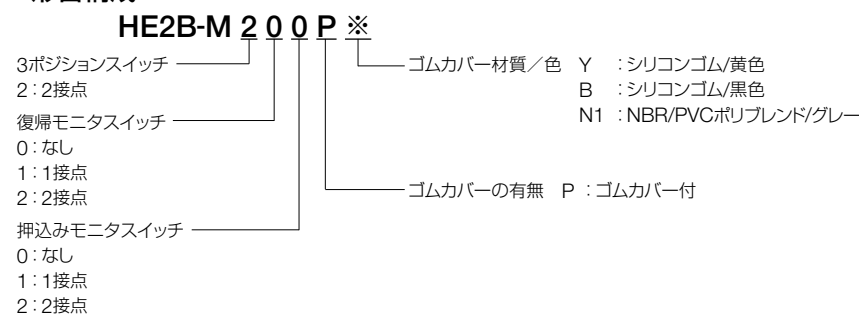 HE2B-M 2 0 0 P ※
3ポジションスイッチ
2：2接点
復帰モニタスイッチ
0：なし
1：1接点
2：2接点
押込みモニタスイッチ
0：なし
1：1接点
2：2接点
ゴムカバー材質／色 Y ：シリコンゴム/黄色
B ：シリコンゴム/黒色
N1 ：NBR/PVCポリブレンド/グレー
ゴムカバーの有無 P ：ゴムカバー付